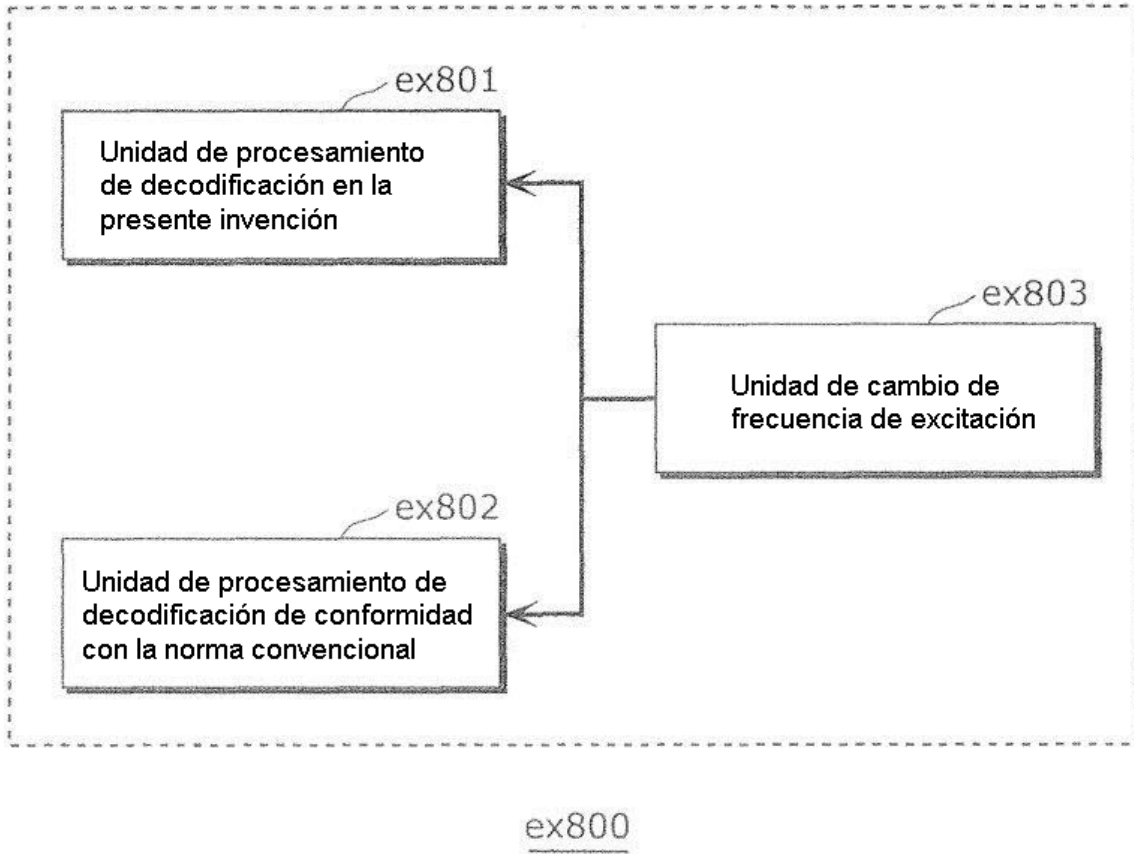 ex801
Unidad de procesamiento
de decodificación en la
presente invención
ex803
Unidad de cambio de
frecuencia de excitación
ex802
Unidad de procesamiento de
decodificación de conformidad
con la norma convencional
ex800